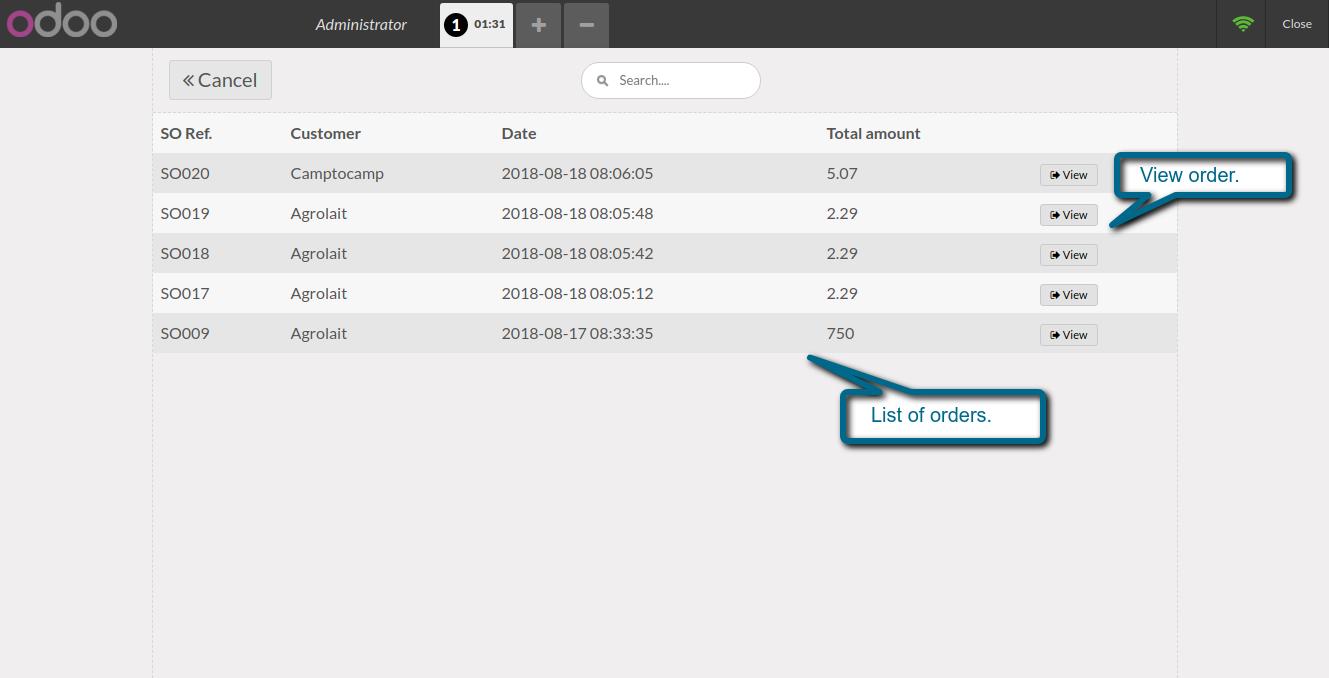 odoo Administrator 1 01:31 + − Close
« Cancel Search....
SO Ref. Customer Date Total amount
SO020 Camptocamp 2018-08-18 08:06:05 5.07 View
View order.
SO019 Agrolait 2018-08-18 08:05:48 2.29 View
SO018 Agrolait 2018-08-18 08:05:42 2.29 View
SO017 Agrolait 2018-08-18 08:05:12 2.29 View
SO009 Agrolait 2018-08-17 08:33:35 750 View
List of orders.